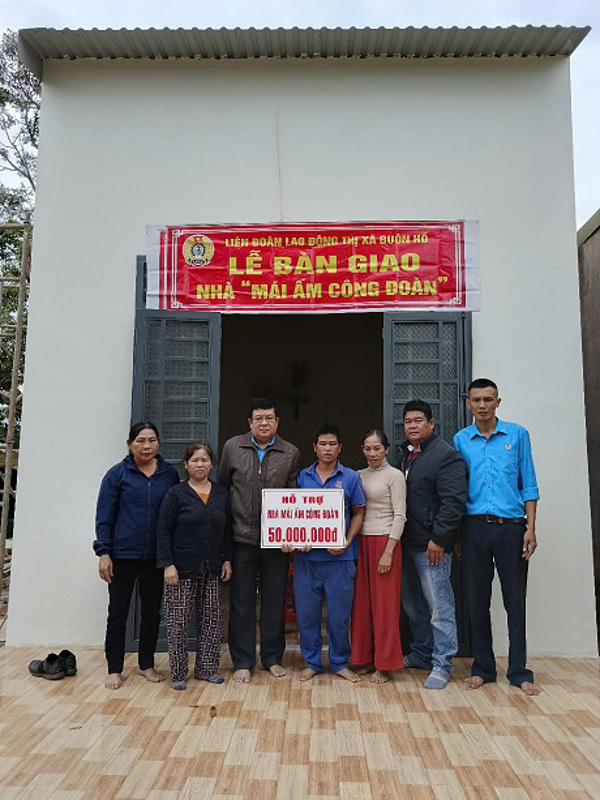 LIÊN ĐOÀN LAO ĐỘNG THỊ XÃ BUÔN HỒ
LỄ BÀN GIAO
NHÀ "MÁI ẤM CÔNG ĐOÀN"
HỖ TRỢ
NHÀ MÁI ẤM CÔNG ĐOÀN
50.000.000đ